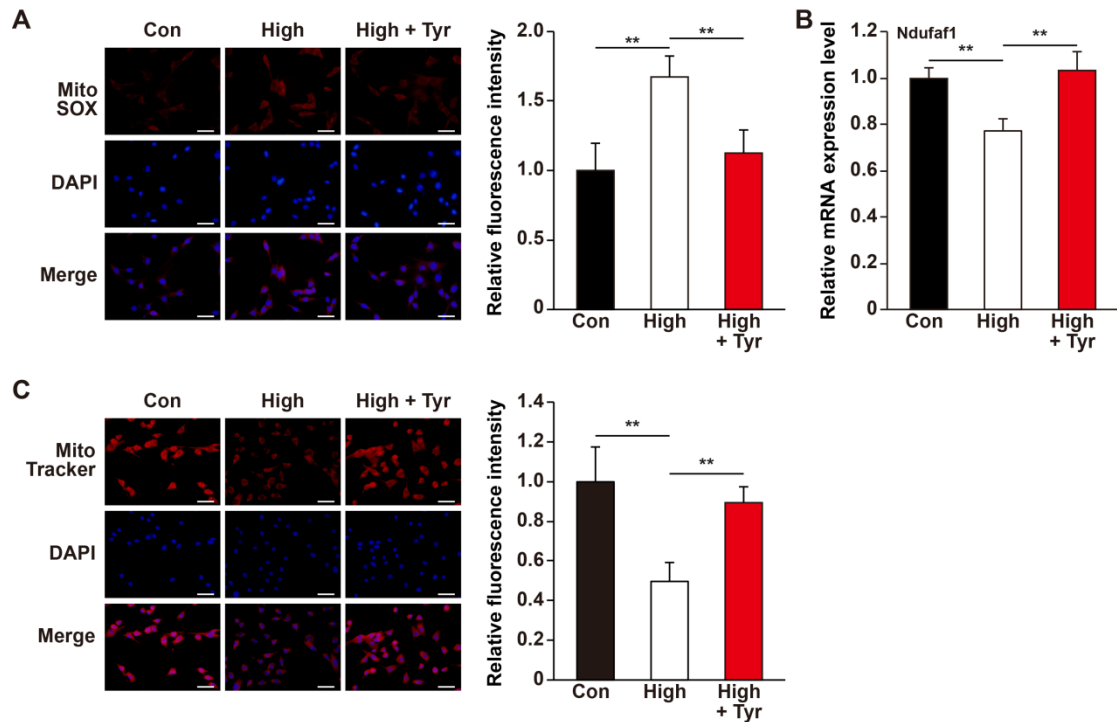 A
Con High High + Tyr
Mito
SOX
DAPI
Merge
Relative fluorescence intensity
2.0
1.5
1.0
0.5
0
**
**
Con High High
+ Tyr
B
Relative mRNA expression level
Ndufaf1
1.2
1.0
0.8
0.6
0.4
0.2
0
**
**
Con High High
+ Tyr
C
Con High High + Tyr
Mito
Tracker
DAPI
Merge
Relative fluorescence intensity
1.4
1.2
1.0
0.8
0.6
0.4
0.2
0
**
**
Con High High
+ Tyr